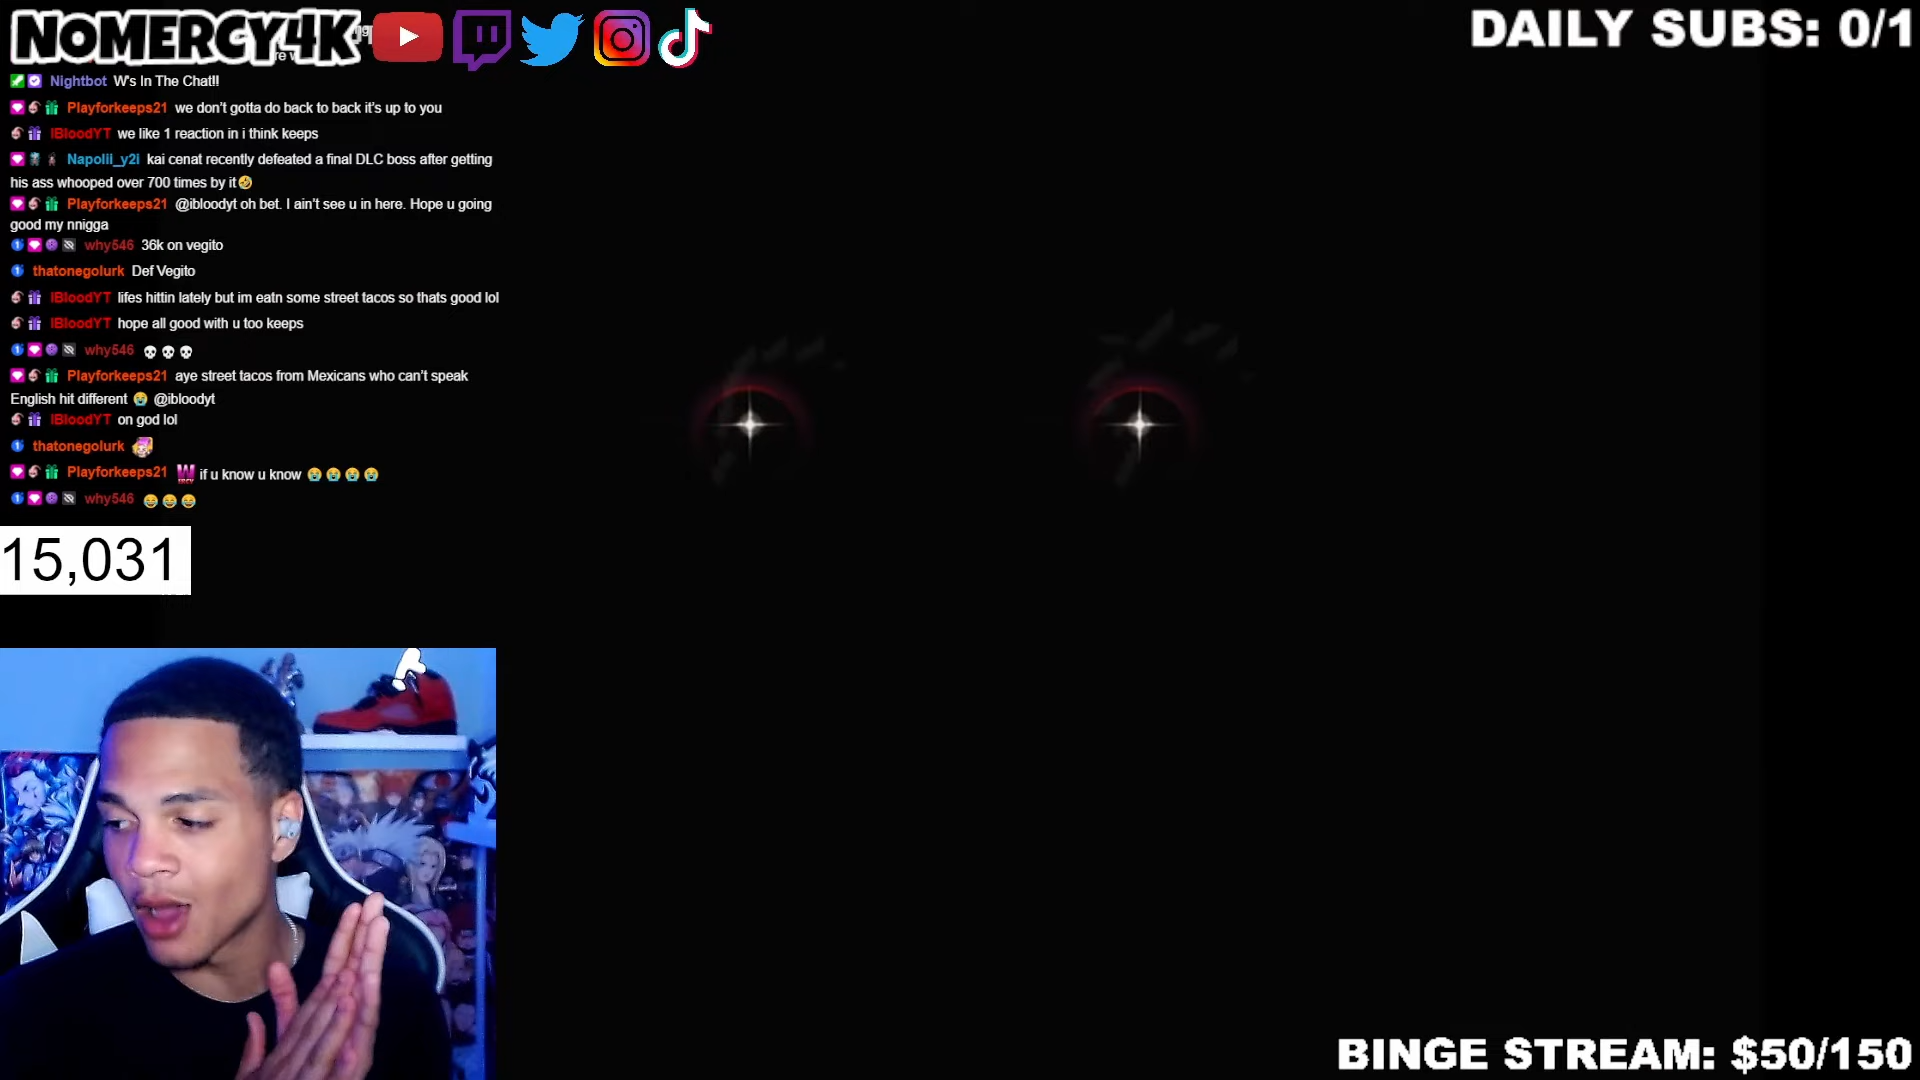 NOMERCY4K
DAILY SUBS: 0/1
Nightbot W's In The Chat!!
Playforkeeps21 we don't gotta do back to back it's up to you
IBloodYT we like 1 reaction in i think keeps
Napolii_y2i kai cenat recently defeated a final DLC boss after getting
his ass whooped over 700 times by it🤣
Playforkeeps21 @ibloodyt oh bet. I ain't see u in here. Hope u going
good my nnigga
why546 36k on vegito
thatonegolurk Def Vegito
IBloodYT lifes hittin lately but im eatn some street tacos so thats good lol
IBloodYT hope all good with u too keeps
why546 💀💀💀
Playforkeeps21 aye street tacos from Mexicans who can't speak
English hit different 😭 @ibloodyt
IBloodYT on god lol
thatonegolurk
Playforkeeps21 if u know u know 😭😭😭😭
why546 😂😂😂
15,031
BINGE STREAM: $50/150